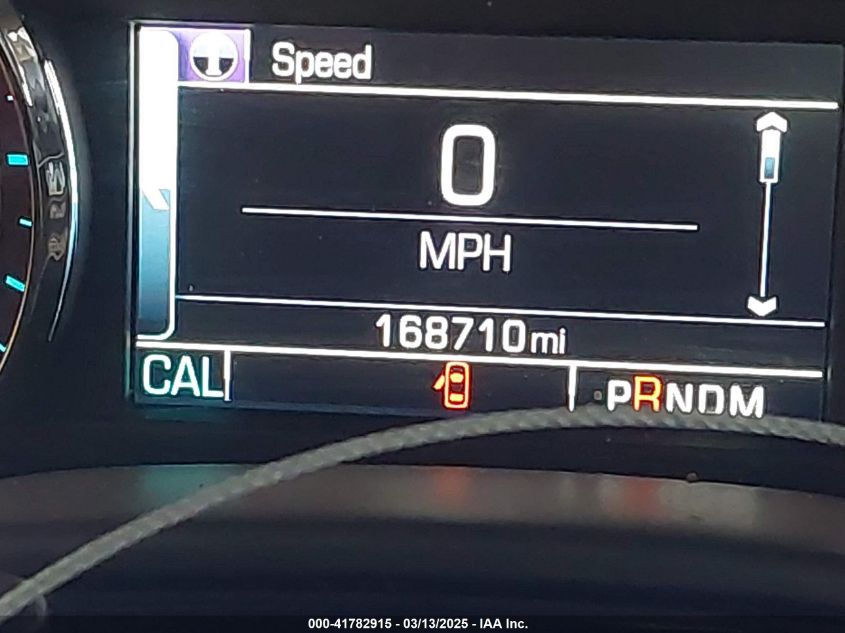 Speed
0
MPH
168710mi
CAL
PRNDM
000-41782915 - 03/13/2025 - IAA Inc.